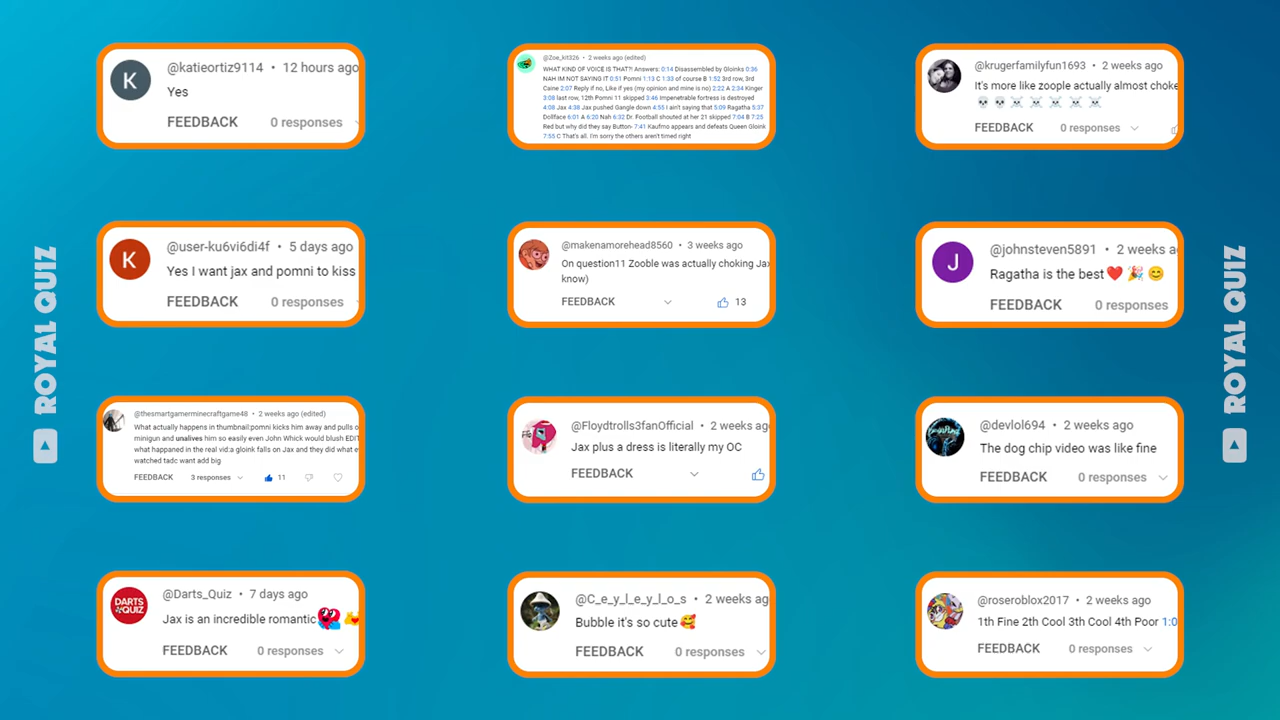 K
@katieortiz9114 • 12 hours ago
Yes
FEEDBACK 0 responses
@Zoe_kit326 • 2 weeks ago (edited)
WHAT KIND OF VOICE IS THAT?! Answers: 0:14 Disassembled by Gloinks 0:36
NAH IM NOT SAYING IT 0:51 Pomni 1:13 C 1:33 of course B 1:52 3rd row, 3rd
Caine 2:07 Reply if no, Like if yes (my opinion and mine is no) 2:22 A 2:34 Kinger
3:08 last row, 12th Pomni 11 skipped 3:46 Impenetrable fortress is destroyed
4:08 Jax 4:38 Jax pushed Gangle down 4:55 I ain't saying that 5:09 Ragatha 5:37
Dollface 6:01 A 6:20 Nah 6:32 Dr. Football shouted at her 21 skipped 7:04 B 7:25
Red but why did they say Button- 7:41 Kaufmo appears and defeats Queen Gloink
7:55 C That's all. I'm sorry the others aren't timed right
@krugerfamilyfun1693 • 2 weeks ago
It's more like zoople actually almost choke
💀 💀 ☠ ☠ ☠ ☠ ☠
FEEDBACK 0 responses
K
@user-ku6vi6di4f • 5 days ago
Yes I want jax and pomni to kiss
FEEDBACK 0 responses
@makenamorehead8560 • 3 weeks ago
On question11 Zooble was actually choking Jax
know)
FEEDBACK 13
J
@johnsteven5891 • 2 weeks a
Ragatha is the best❤️ 🎉 😊
FEEDBACK 0 responses
@thesmartgamerminecraftgame48 • 2 weeks ago (edited)
What actually happens in thumbnail:pomni kicks him away and pulls o
minigun and unalives him so easily even John Whick would blush EDIT
what happaned in the real vid:a gloink falls on Jax and they did what e
watched tadc want add big
FEEDBACK 3 responses 11
@Floydtrolls3fanOfficial • 2 weeks ag
Jax plus a dress is literally my OC
FEEDBACK
@devlol694 • 2 weeks ago
The dog chip video was like fine
FEEDBACK 0 responses
DARTS
QUIZ
@Darts_Quiz • 7 days ago
Jax is an incredible romantic
FEEDBACK 0 responses
@C_e_y_l_e_y_l_o_s • 2 weeks ag
Bubble it's so cute🥰
FEEDBACK 0 responses
@roseroblox2017 • 2 weeks ago
1th Fine 2th Cool 3th Cool 4th Poor 1:0
FEEDBACK 0 responses
ROYAL QUIZ
ROYAL QUIZ